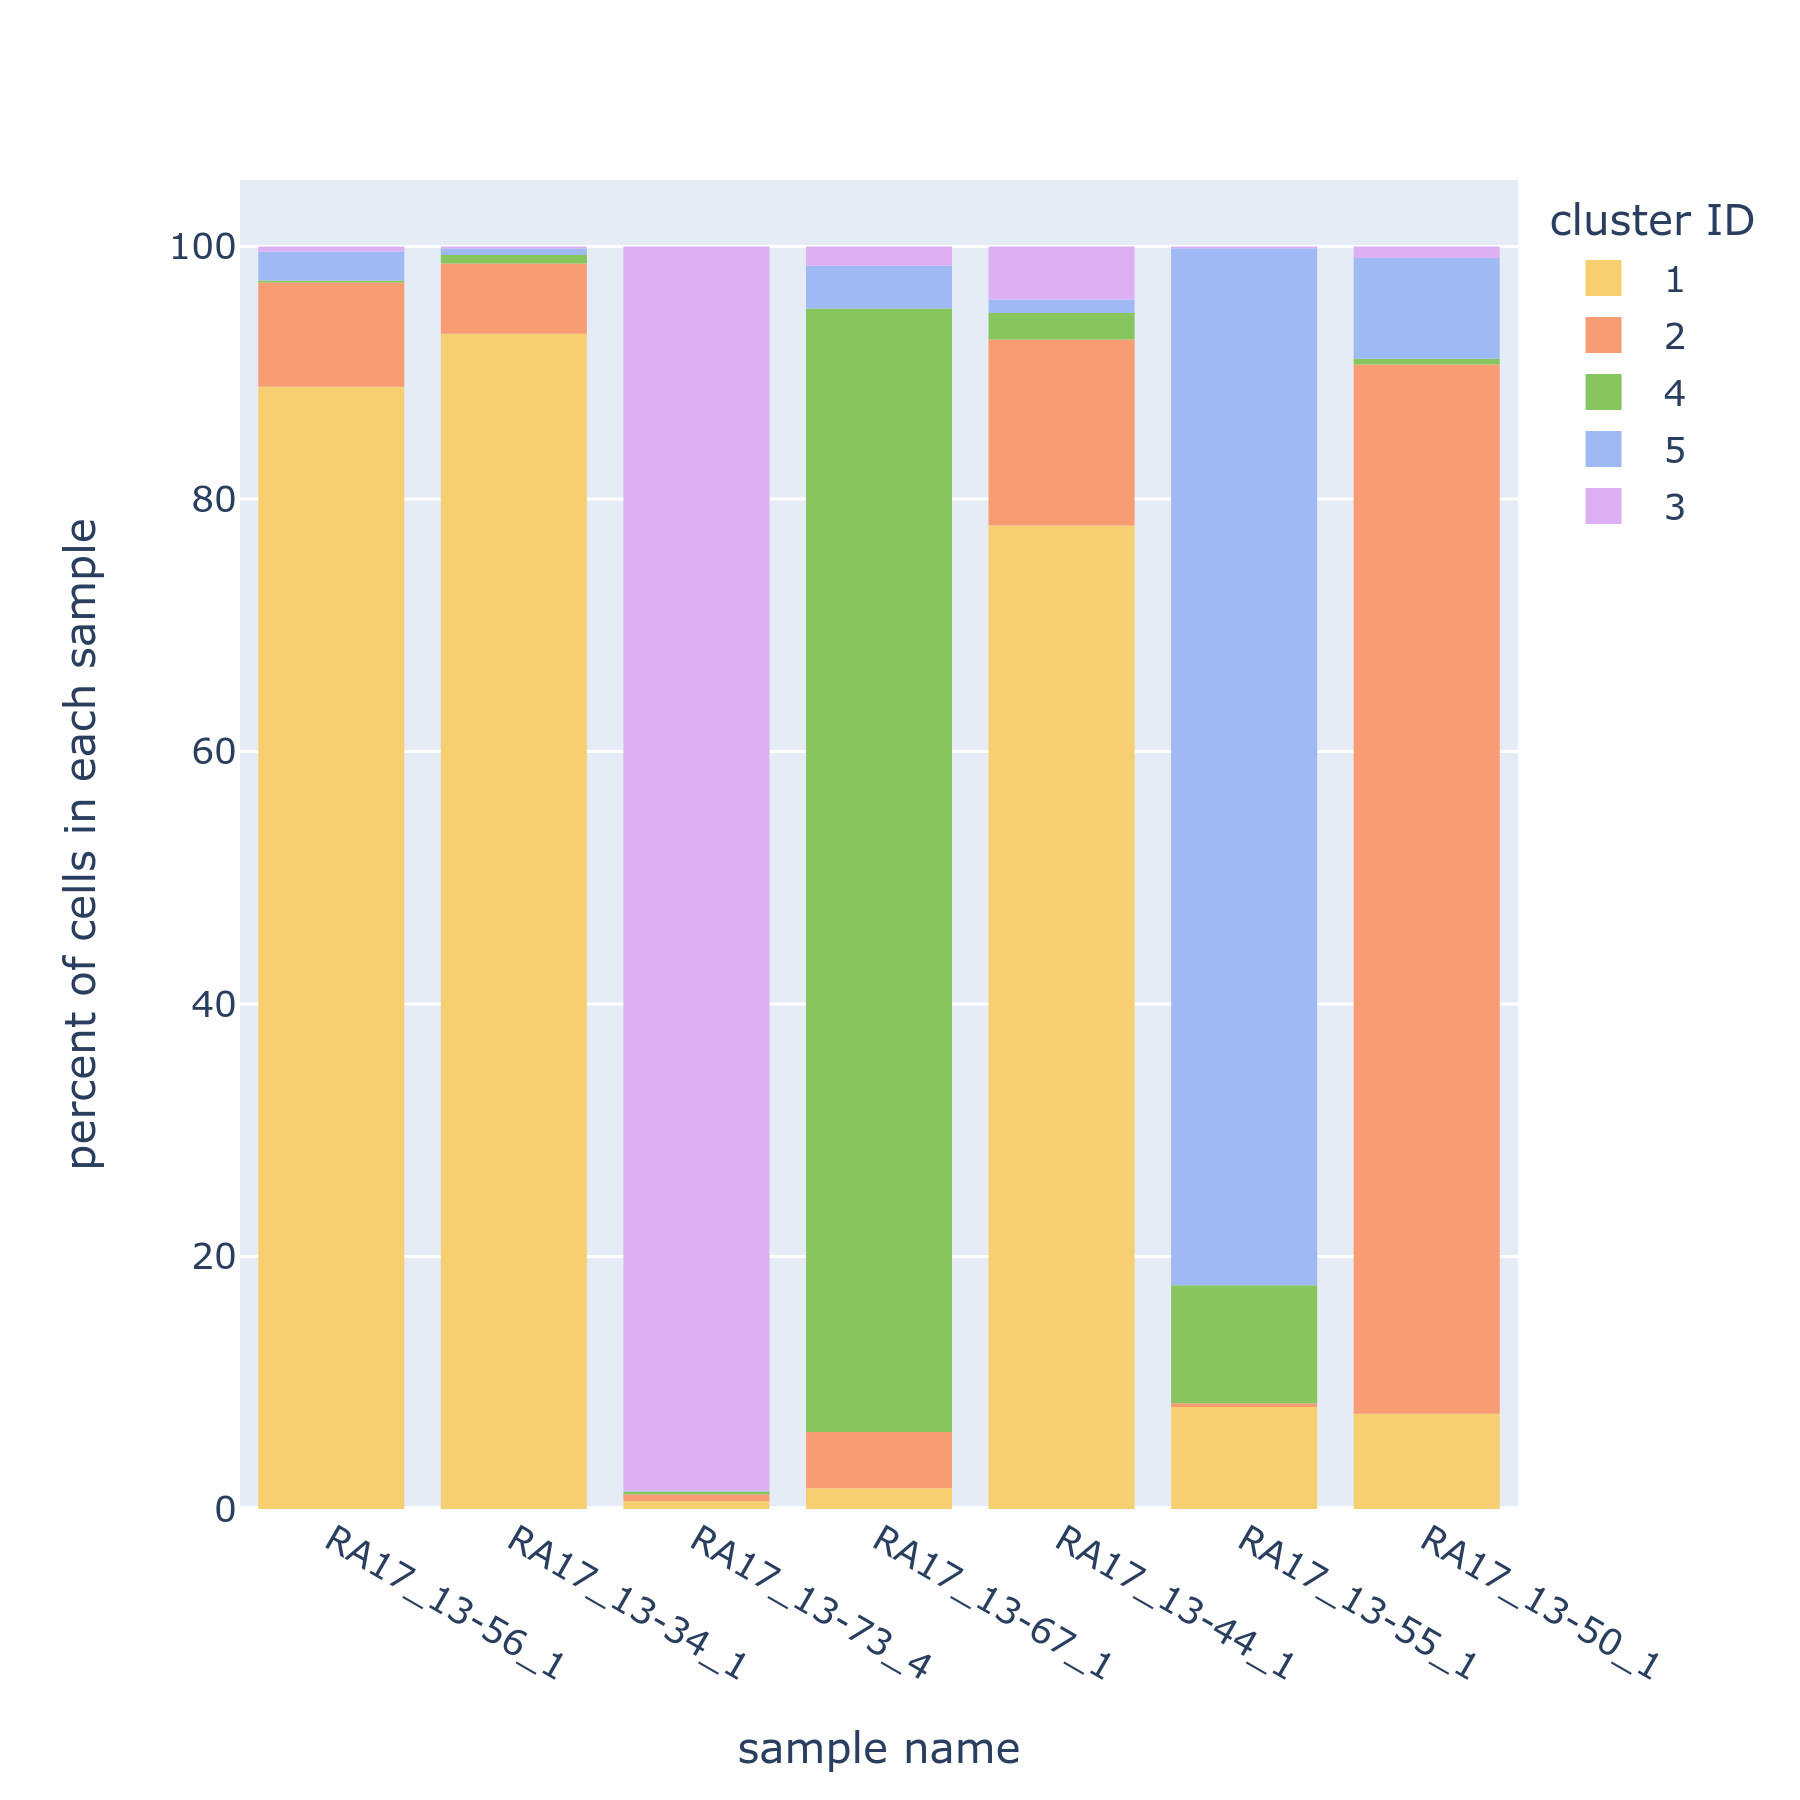 cluster ID
1
2
4
5
3
percent of cells in each sample
100
80
60
40
20
0
RA17_13-56_1
RA17_13-34_1
RA17_13-73_4
RA17_13-67_1
RA17_13-44_1
RA17_13-55_1
RA17_13-50_1
sample name